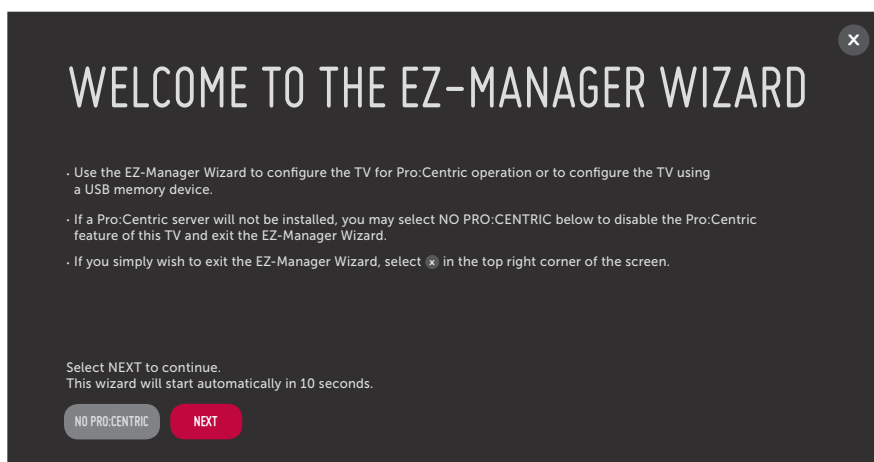 WELCOME TO THE EZ-MANAGER WIZARD
· Use the EZ-Manager Wizard to configure the TV for Pro:Centric operation or to configure the TV using
a USB memory device.
· If a Pro:Centric server will not be installed, you may select NO PRO:CENTRIC below to disable the Pro:Centric
feature of this TV and exit the EZ-Manager Wizard.
· If you simply wish to exit the EZ-Manager Wizard, select x in the top right corner of the screen.
Select NEXT to continue.
This wizard will start automatically in 10 seconds.
NO PRO:CENTRIC NEXT